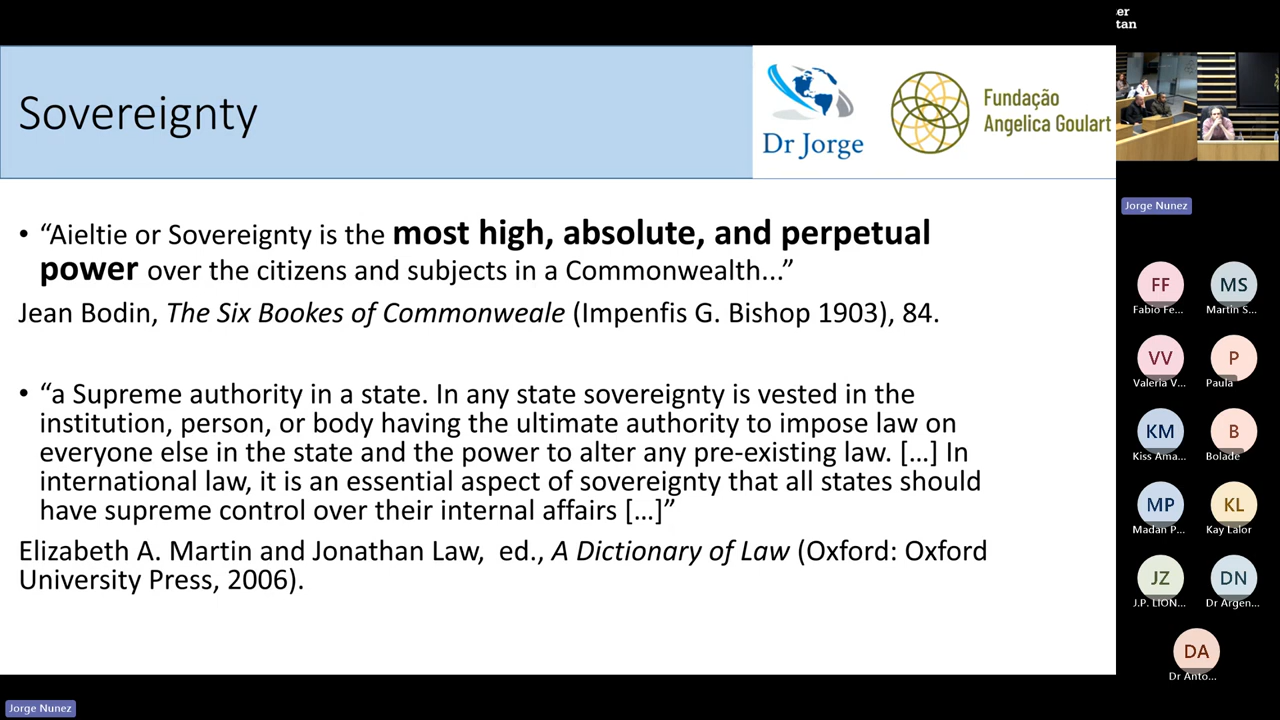 er
tan
Sovereignty
Dr Jorge
Fundação
Angelica Goulart
• “Aieltie or Sovereignty is the most high, absolute, and perpetual
power over the citizens and subjects in a Commonwealth...”
Jean Bodin, The Six Bookes of Commonweale (Impenfis G. Bishop 1903), 84.
• “a Supreme authority in a state. In any state sovereignty is vested in the
institution, person, or body having the ultimate authority to impose law on
everyone else in the state and the power to alter any pre-existing law. […] In
international law, it is an essential aspect of sovereignty that all states should
have supreme control over their internal affairs […]”
Elizabeth A. Martin and Jonathan Law, ed., A Dictionary of Law (Oxford: Oxford
University Press, 2006).
Jorge Nunez
FF
MS
Fabio Fe...
Martin S...
VV
P
Valeria V...
Paula
KM
B
Kiss Ama...
Bolade
MP
KL
Madan P...
Kay Lalor
JZ
DN
J.P. LION...
Dr Argen...
DA
Dr Anto...
Jorge Nunez